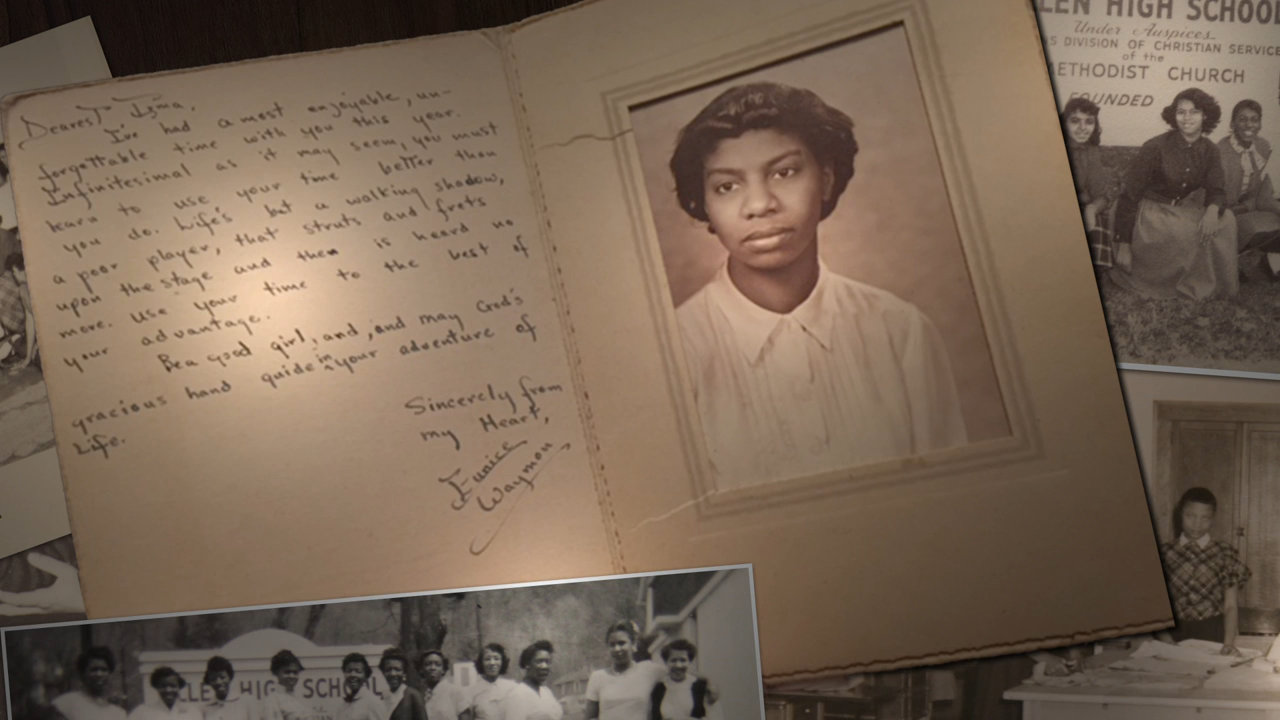 Dearest Irma,
I've had a most enjoyable, un-
forgettable time with you this year.
Infinitesimal as it may seem, you must
learn to use your time better than
you do. Life's but a walking shadow,
a poor player, that struts and frets
upon the stage and then is heard no
more. Use your time to the best of
your advantage.
Be a good girl, and, and may God's
gracious hand guide in your adventure of
Life.
Sincerely from
my Heart,
Eunice
Waymon
LEN HIGH SCHOOL
Under Auspices
S DIVISION OF CHRISTIAN SERVICE
of the
METHODIST CHURCH
FOUNDED
LLEN HIGH SCHOOL